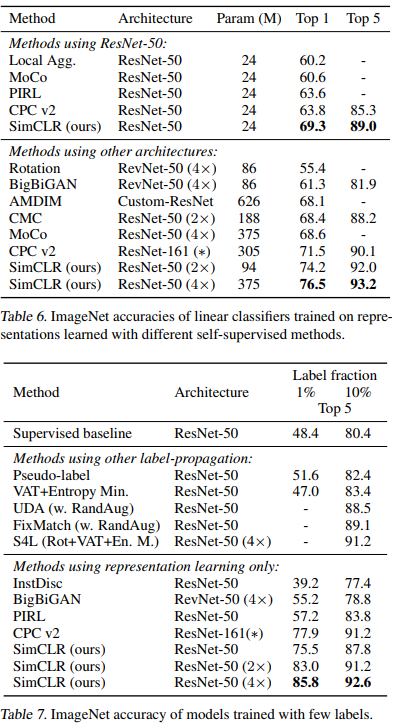 Method Architecture Param (M) Top 1 Top 5
Methods using ResNet-50:
Local Agg. ResNet-50 24 60.2 -
MoCo ResNet-50 24 60.6 -
PIRL ResNet-50 24 63.6 -
CPC v2 ResNet-50 24 63.8 85.3
SimCLR (ours) ResNet-50 24 69.3 89.0
Methods using other architectures:
Rotation RevNet-50 (4×) 86 55.4 -
BigBiGAN RevNet-50 (4×) 86 61.3 81.9
AMDIM Custom-ResNet 626 68.1 -
CMC ResNet-50 (2×) 188 68.4 88.2
MoCo ResNet-50 (4×) 375 68.6 -
CPC v2 ResNet-161 (∗) 305 71.5 90.1
SimCLR (ours) ResNet-50 (2×) 94 74.2 92.0
SimCLR (ours) ResNet-50 (4×) 375 76.5 93.2
Table 6. ImageNet accuracies of linear classifiers trained on repre-
sentations learned with different self-supervised methods.
Label fraction
Method Architecture 1% 10%
Top 5
Supervised baseline ResNet-50 48.4 80.4
Methods using other label-propagation:
Pseudo-label ResNet-50 51.6 82.4
VAT+Entropy Min. ResNet-50 47.0 83.4
UDA (w. RandAug) ResNet-50 - 88.5
FixMatch (w. RandAug) ResNet-50 - 89.1
S4L (Rot+VAT+En. M.) ResNet-50 (4×) - 91.2
Methods using representation learning only:
InstDisc ResNet-50 39.2 77.4
BigBiGAN RevNet-50 (4×) 55.2 78.8
PIRL ResNet-50 57.2 83.8
CPC v2 ResNet-161(∗) 77.9 91.2
SimCLR (ours) ResNet-50 75.5 87.8
SimCLR (ours) ResNet-50 (2×) 83.0 91.2
SimCLR (ours) ResNet-50 (4×) 85.8 92.6
Table 7. ImageNet accuracy of models trained with few labels.